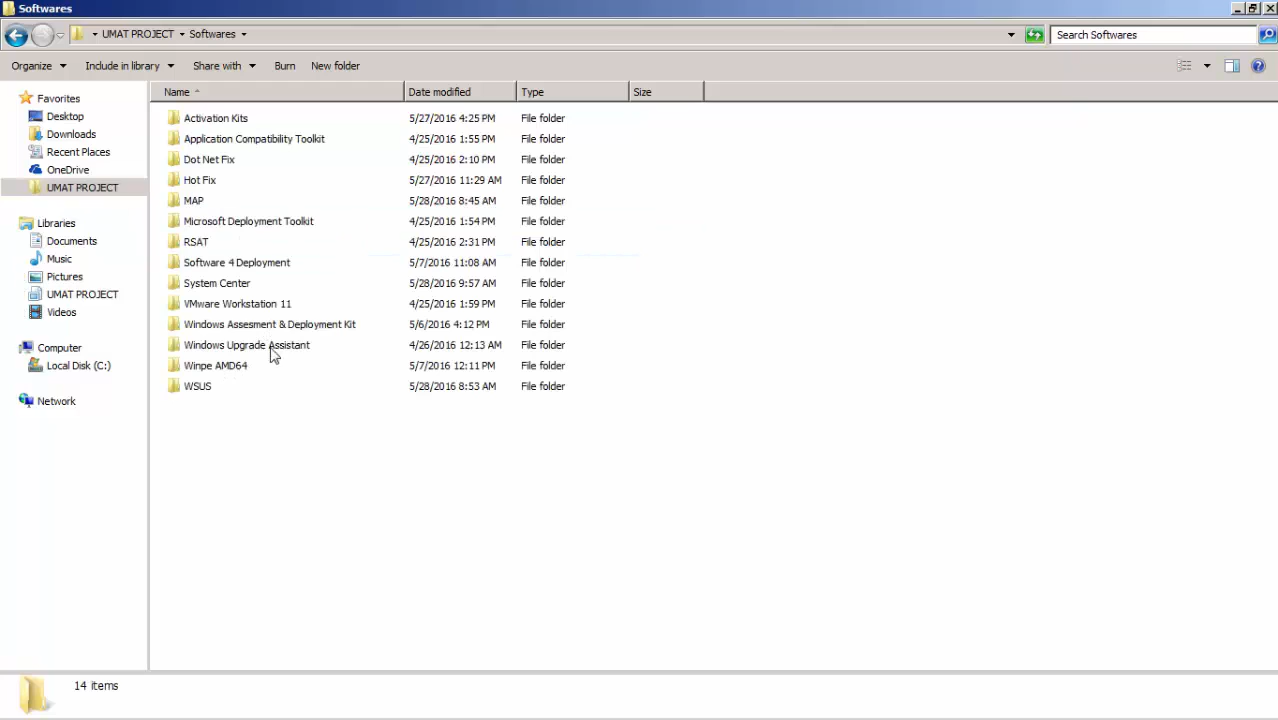 Softwares
UMAT PROJECT Softwares Search Softwares
Organize Include in library Share with Burn New folder
Name Date modified Type Size
Favorites
Desktop
Downloads
Recent Places
OneDrive
UMAT PROJECT
Libraries
Documents
Music
Pictures
UMAT PROJECT
Videos
Computer
Local Disk (C:)
Network
Activation Kits 5/27/2016 4:25 PM File folder
Application Compatibility Toolkit 4/25/2016 1:55 PM File folder
Dot Net Fix 4/25/2016 2:10 PM File folder
Hot Fix 5/27/2016 11:29 AM File folder
MAP 5/28/2016 8:45 AM File folder
Microsoft Deployment Toolkit 4/25/2016 1:54 PM File folder
RSAT 4/25/2016 2:31 PM File folder
Software 4 Deployment 5/7/2016 11:08 AM File folder
System Center 5/28/2016 9:57 AM File folder
VMware Workstation 11 4/25/2016 1:59 PM File folder
Windows Assesment & Deployment Kit 5/6/2016 4:12 PM File folder
Windows Upgrade Assistant 4/26/2016 12:13 AM File folder
Winpe AMD64 5/7/2016 12:11 PM File folder
WSUS 5/28/2016 8:53 AM File folder
14 items